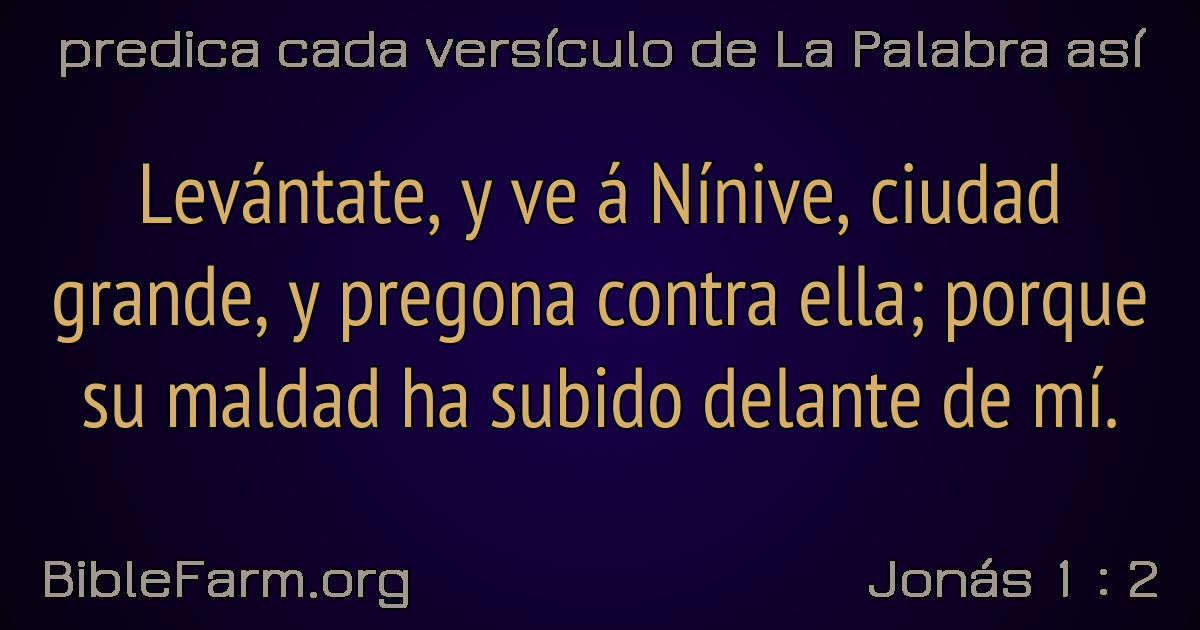 predica cada versículo de La Palabra así
Levántate, y ve á Nínive, ciudad
grande, y pregona contra ella; porque
su maldad ha subido delante de mí.
BibleFarm.org
Jonás 1 : 2